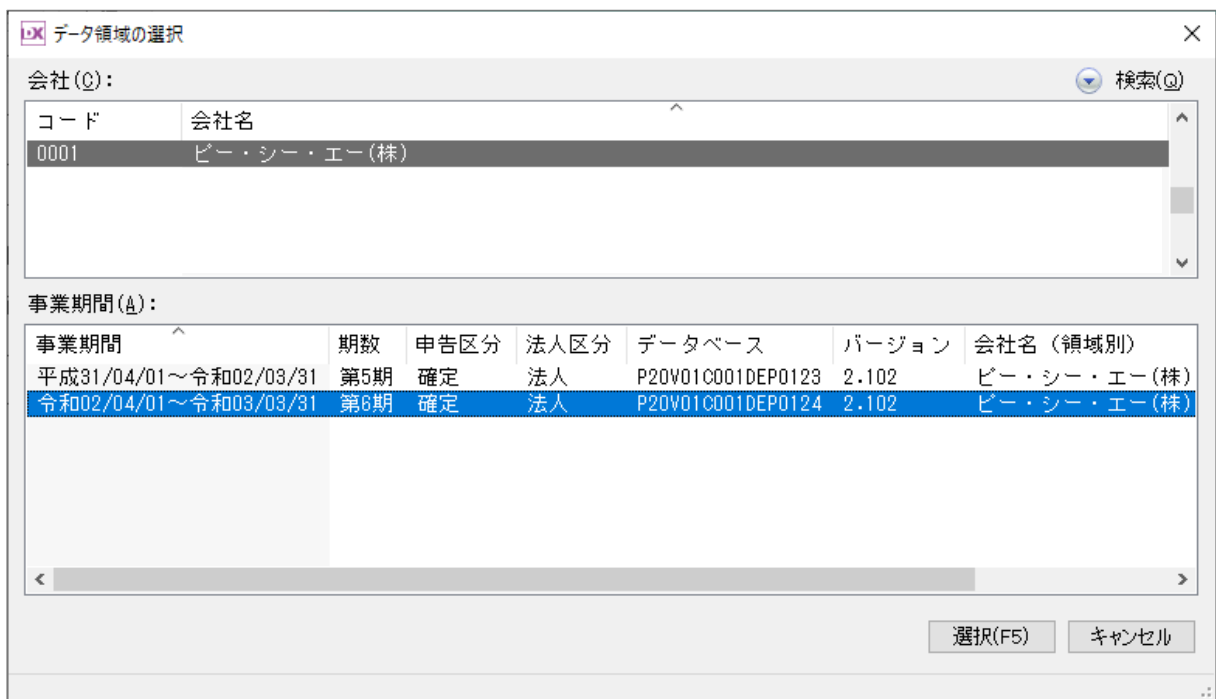 DX データ領域の選択
会社(C): 検索(Q)
コード 会社名
0001 ピー・シー・エー(株)
事業期間(A):
事業期間 期数 申告区分 法人区分 データベース バージョン 会社名（領域別）
平成31/04/01～令和02/03/31 第5期 確定 法人 P20V01C001DEP0123 2.102 ピー・シー・エー(株)
令和02/04/01～令和03/03/31 第6期 確定 法人 P20V01C001DEP0124 2.102 ピー・シー・エー(株)
選択(F5) キャンセル